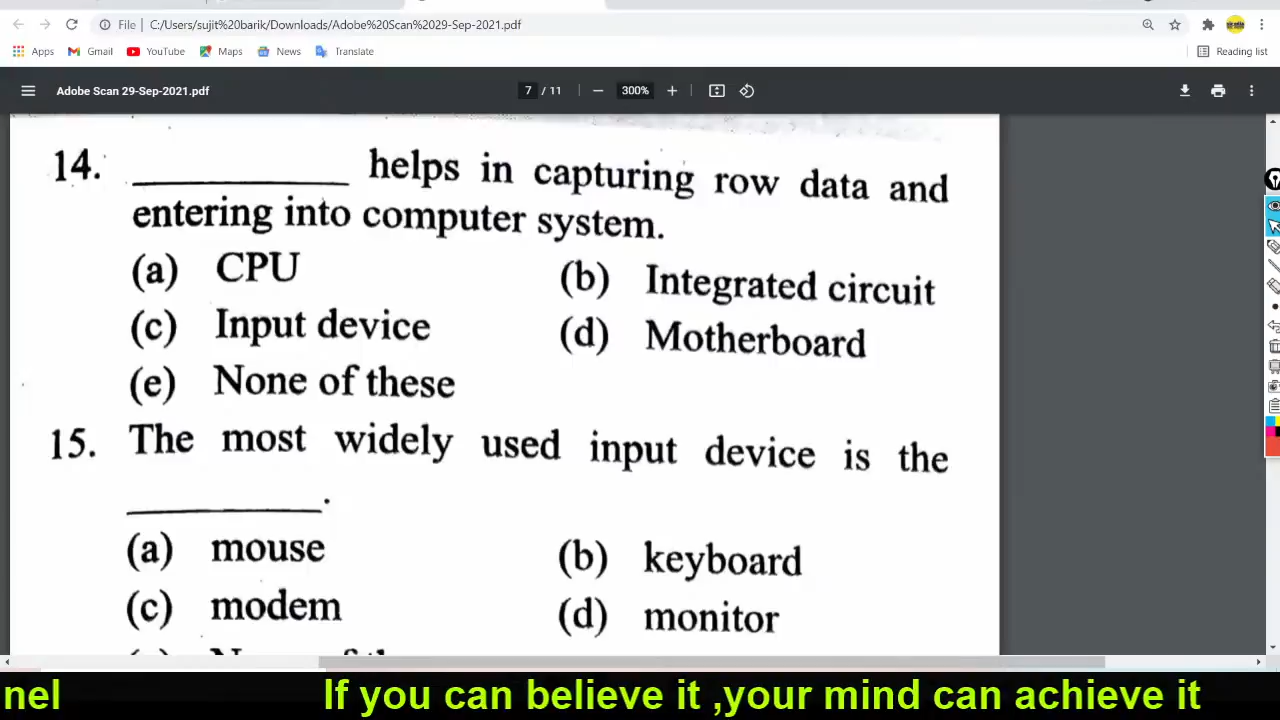 File | C:/Users/sujit%20barik/Downloads/Adobe%20Scan%2029-Sep-2021.pdf
Apps Gmail YouTube Maps News Translate Reading list
Adobe Scan 29-Sep-2021.pdf 7 / 11 300%
14. ____________ helps in capturing row data and
entering into computer system.
(a) CPU (b) Integrated circuit
(c) Input device (d) Motherboard
(e) None of these
15. The most widely used input device is the
____________.
(a) mouse (b) keyboard
(c) modem (d) monitor
nel If you can believe it ,your mind can achieve it